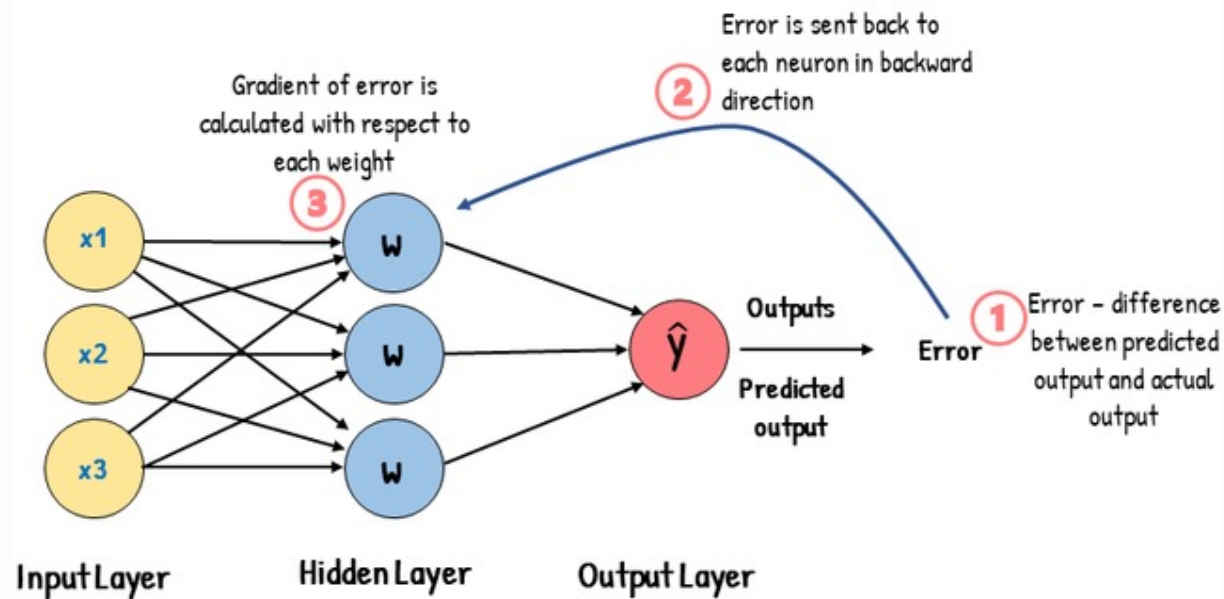 Error is sent back to
each neuron in backward
direction
2
Gradient of error is
calculated with respect to
each weight
3
x1
w
x2
w
x3
w
ŷ
Outputs
Predicted
output
Error
1
Error - difference
between predicted
output and actual
output
Input Layer
Hidden Layer
Output Layer